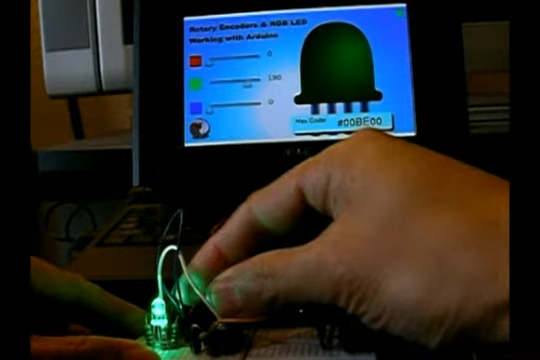 Rotary Encoders & RGB LED
Working with Arduino
0
190
0
Hex Code: #00BE00